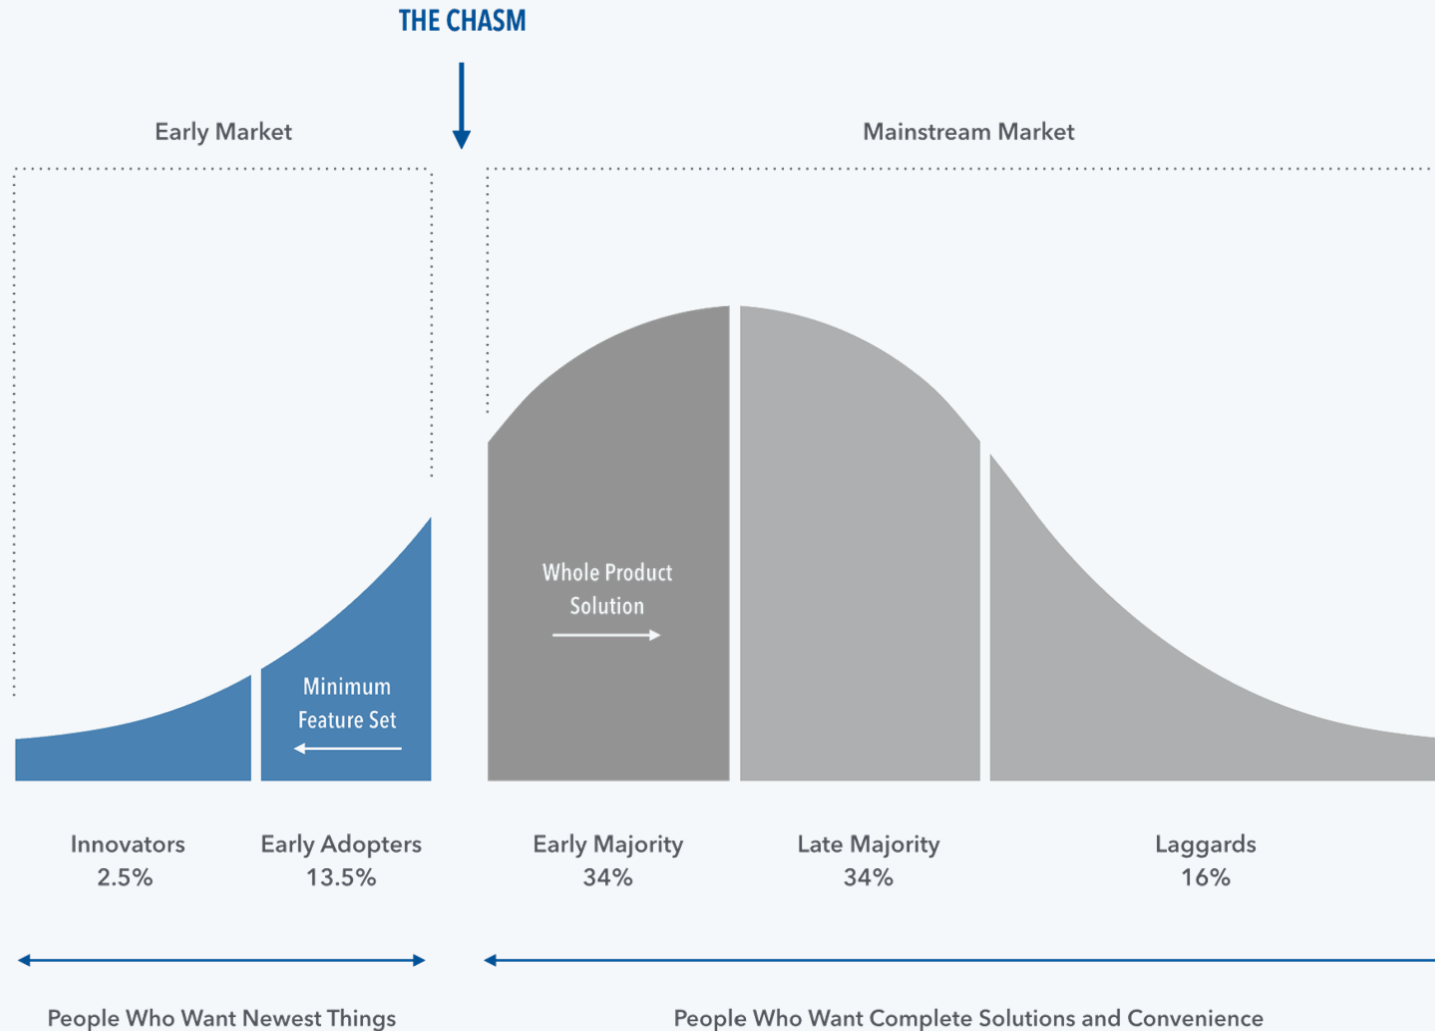 THE CHASM
Early Market
Mainstream Market
Whole Product
Solution
Minimum
Feature Set
Innovators
2.5%
Early Adopters
13.5%
Early Majority
34%
Late Majority
34%
Laggards
16%
People Who Want Newest Things
People Who Want Complete Solutions and Convenience